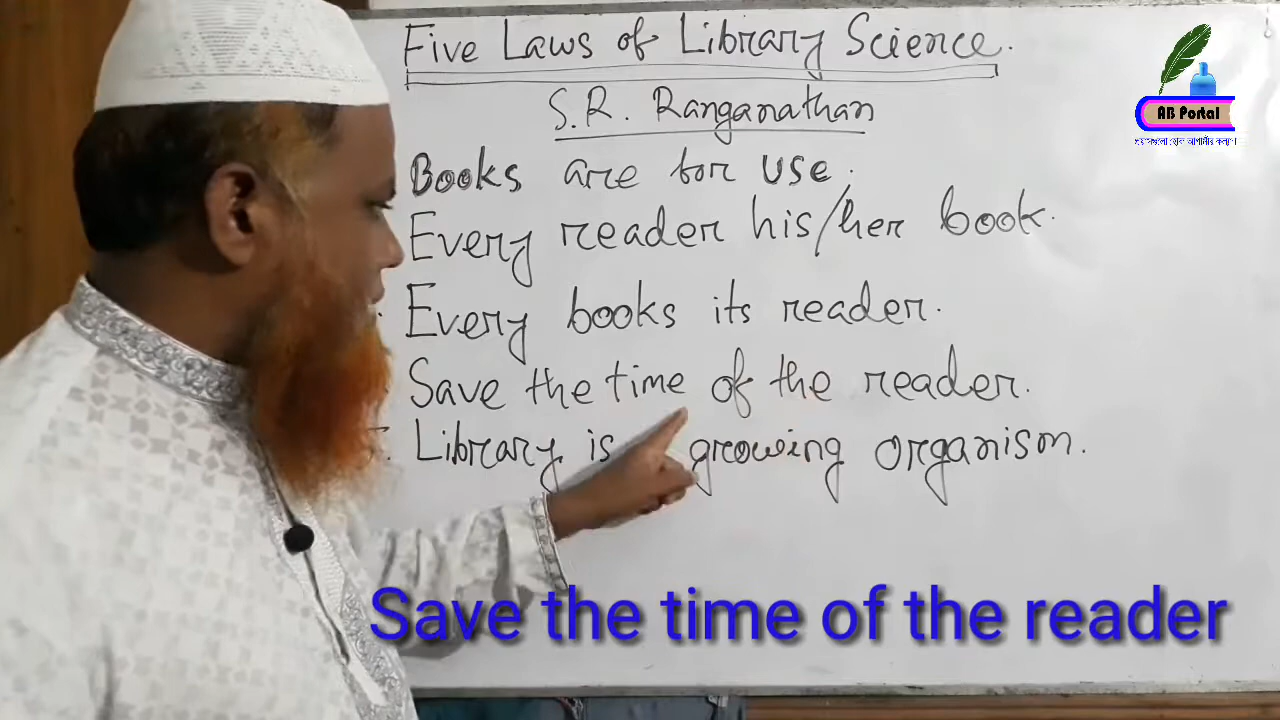 Five Laws of Library Science.
S.R. Ranganathan
Books are for use.
Every reader his/her book.
Every books its reader.
Save the time of the reader.
Library is growing organism.
Save the time of the reader
AB Portal